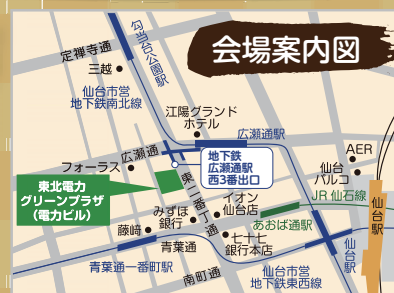 会場案内図
定禅寺通
勾当台公園駅
三越
仙台市営
地下鉄南北線
江陽グランド
ホテル
広瀬通
広瀬通駅
フォーラス
地下鉄
広瀬通駅
西3番出口
AER
仙台
パルコ
JR 仙石線
仙台駅
東北電力
グリーンプラザ
(電力ビル)
東一番丁通
イオン
仙台店
あおば通駅
みずほ
銀行
藤﨑
七十七
銀行本店
青葉通
仙台駅
青葉通一番町駅
南町通
仙台市営
地下鉄東西線